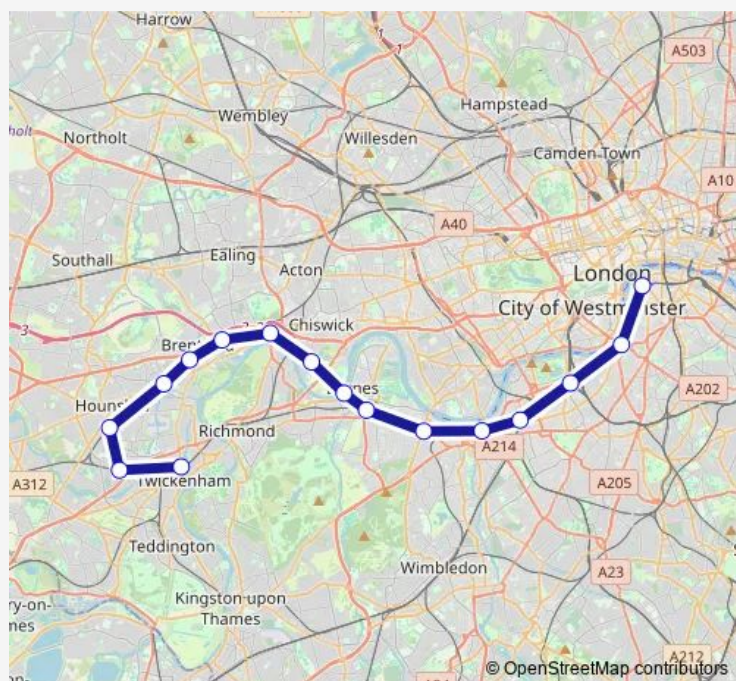 Harrow
A503
Hampstead
Wembley
Northolt
Willesden
Camden Town
A10
A40
Southall
Ealing
Acton
London
City of Westminster
3
Chiswick
A202
Richmond
A214
A312
Twickenham
A205
Teddington
Wimbledon
A23
Kingston upon
Thames
A212
© OpenStreetMap contributors